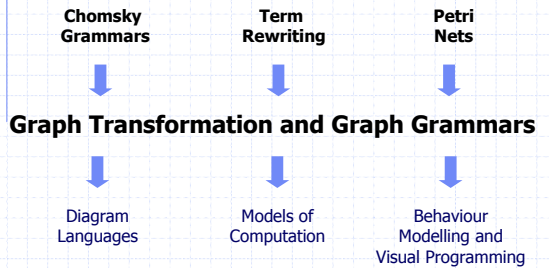 Chomsky
Grammars
Term
Rewriting
Petri
Nets
Graph Transformation and Graph Grammars
Diagram
Languages
Models of
Computation
Behaviour
Modelling and
Visual Programming